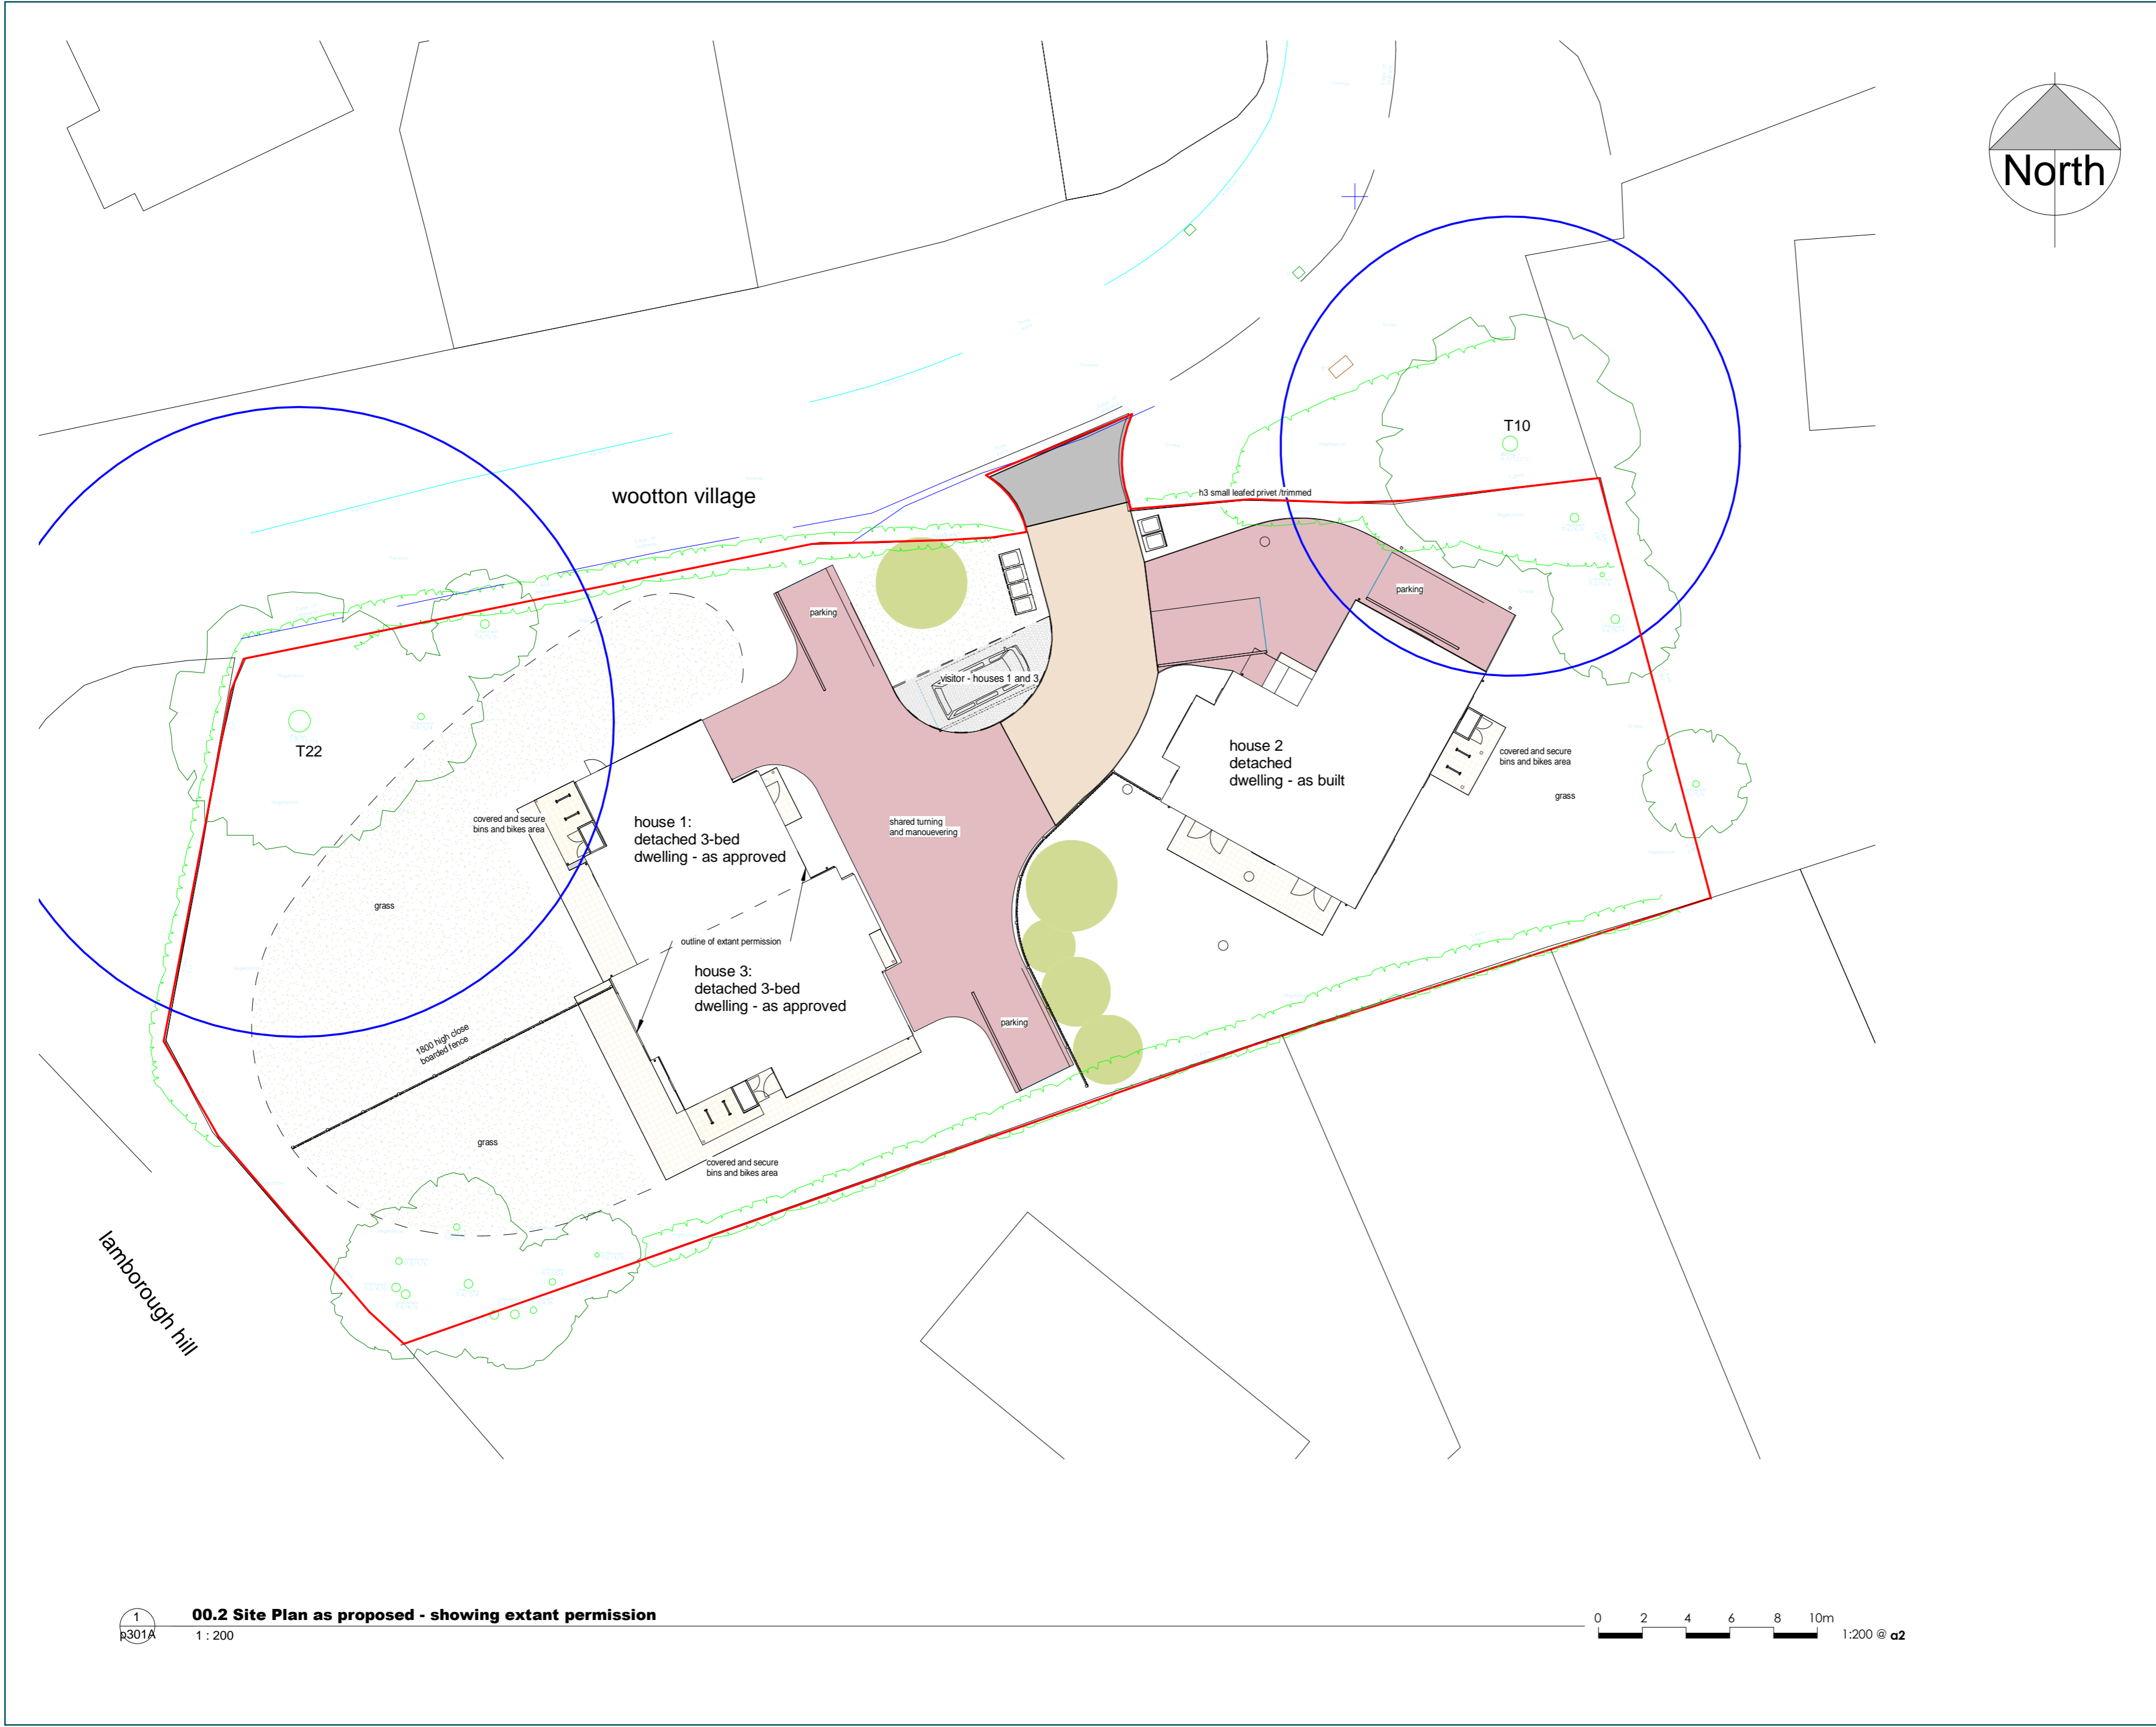 North
T10
wootton village
h3 small leafed privet /trimmed
parking
parking
visitor - houses 1 and 3
T22
house 2
detached
dwelling - as built
covered and secure
bins and bikes area
grass
covered and secure
bins and bikes area
house 1:
detached 3-bed
dwelling - as approved
shared turning
and manouevering
grass
outline of extant permission
house 3:
detached 3-bed
dwelling - as approved
parking
1800 high close
boarded fence
grass
covered and secure
bins and bikes area
lamborough hill
1
p301A
00.2 Site Plan as proposed - showing extant permission
1 : 200
0 2 4 6 8 10m
1:200 @ a2